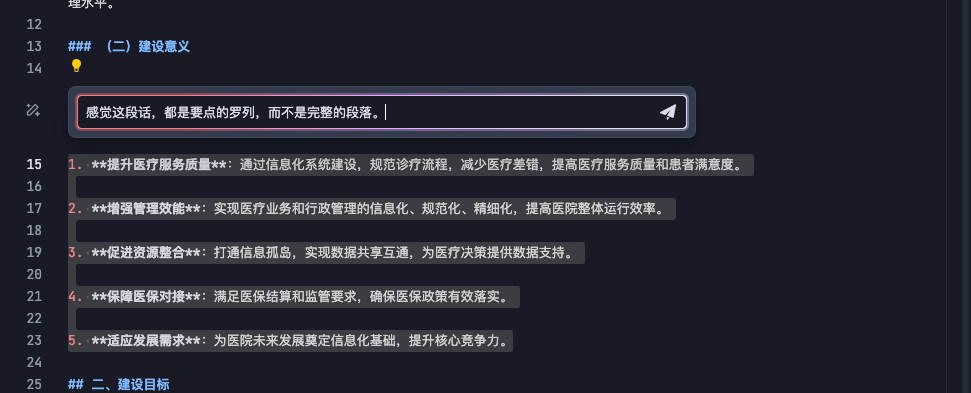 理水平。
12
13 ### （二）建设意义
14
感觉这段话，都是要点的罗列，而不是完整的段落。
15 1. **提升医疗服务质量**：通过信息化系统建设，规范诊疗流程，减少医疗差错，提高医疗服务质量和患者满意度。
16
17 2. **增强管理效能**：实现医疗业务和行政管理的信息化、规范化、精细化，提高医院整体运行效率。
18
19 3. **促进资源整合**：打通信息孤岛，实现数据共享互通，为医疗决策提供数据支持。
20
21 4. **保障医保对接**：满足医保结算和监管要求，确保医保政策有效落实。
22
23 5. **适应发展需求**：为医院未来发展奠定信息化基础，提升核心竞争力。
24
25 ## 二、建设目标